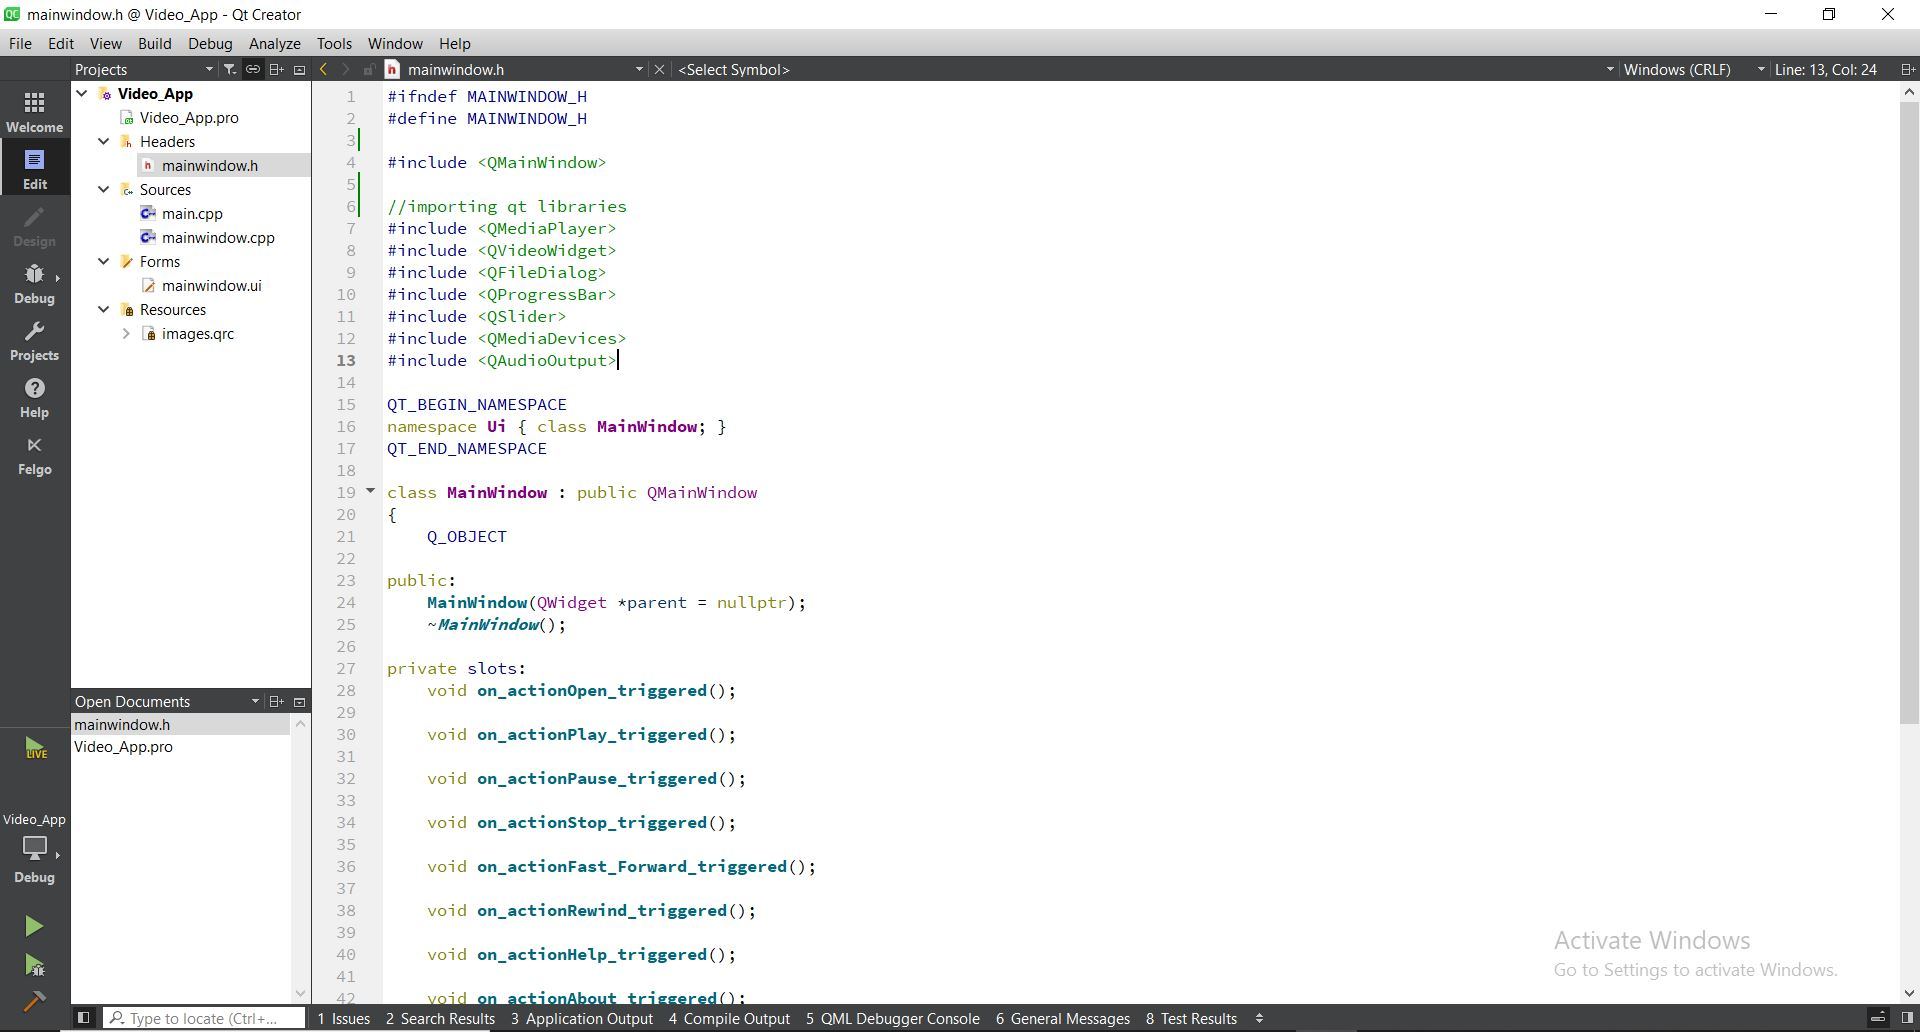 mainwindow.h @ Video_App - Qt Creator
File Edit View Build Debug Analyze Tools Window Help
Projects
mainwindow.h
<Select Symbol>
Windows (CRLF)
Line: 13, Col: 24
Welcome
Edit
Design
Debug
Projects
Help
Felgo
LIVE
Video_App
Debug
Video_App
Video_App.pro
Headers
mainwindow.h
Sources
main.cpp
mainwindow.cpp
Forms
mainwindow.ui
Resources
images.qrc
Open Documents
mainwindow.h
Video_App.pro
1 #ifndef MAINWINDOW_H
2 #define MAINWINDOW_H
3
4 #include <QMainWindow>
5
6 //importing qt libraries
7 #include <QMediaPlayer>
8 #include <QVideoWidget>
9 #include <QFileDialog>
10 #include <QProgressBar>
11 #include <QSlider>
12 #include <QMediaDevices>
13 #include <QAudioOutput>
14
15 QT_BEGIN_NAMESPACE
16 namespace Ui { class MainWindow; }
17 QT_END_NAMESPACE
18
19 class MainWindow : public QMainWindow
20 {
21 Q_OBJECT
22
23 public:
24 MainWindow(QWidget *parent = nullptr);
25 ~MainWindow();
26
27 private slots:
28 void on_actionOpen_triggered();
29
30 void on_actionPlay_triggered();
31
32 void on_actionPause_triggered();
33
34 void on_actionStop_triggered();
35
36 void on_actionFast_Forward_triggered();
37
38 void on_actionRewind_triggered();
39
40 void on_actionHelp_triggered();
41
42 void on_actionAbout_triggered();
Activate Windows
Go to Settings to activate Windows.
Type to locate (Ctrl+...
1 Issues 2 Search Results 3 Application Output 4 Compile Output 5 QML Debugger Console 6 General Messages 8 Test Results